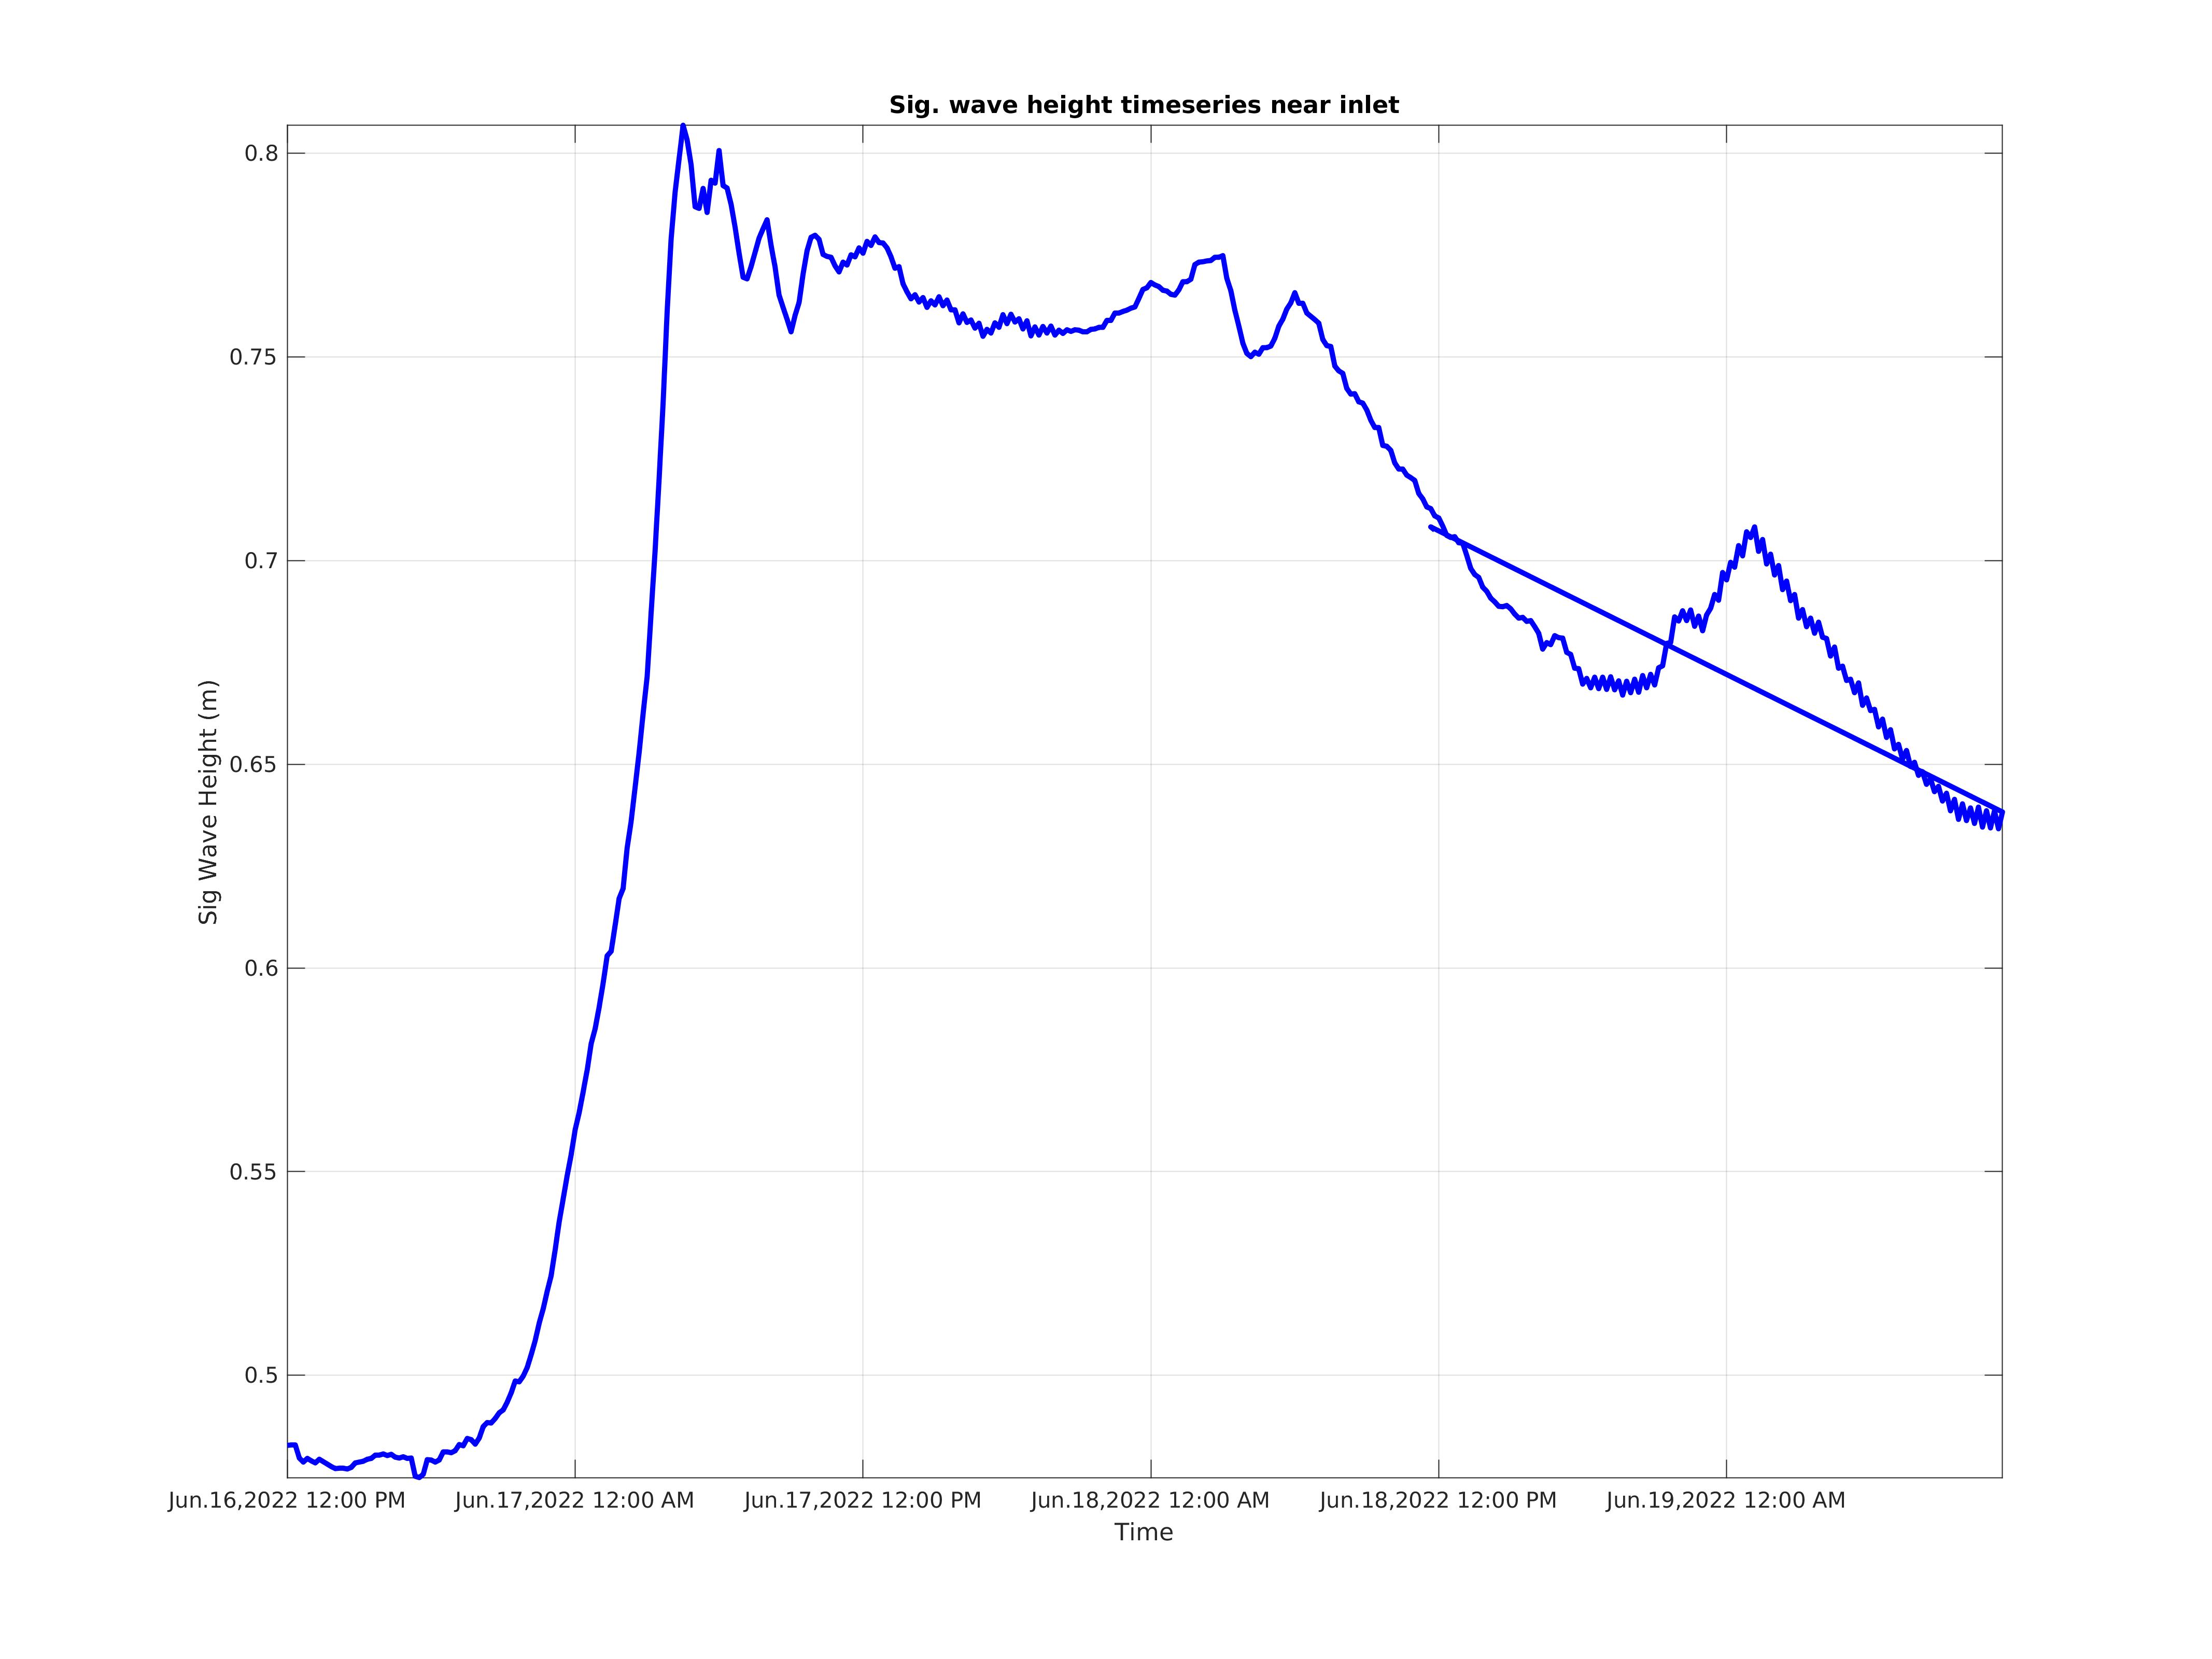 Sig. wave height timeseries near inlet
0.8
0.75
0.7
0.65
0.6
0.55
0.5
Sig Wave Height (m)
Jun.16,2022 12:00 PM
Jun.17,2022 12:00 AM
Jun.17,2022 12:00 PM
Jun.18,2022 12:00 AM
Jun.18,2022 12:00 PM
Jun.19,2022 12:00 AM
Time